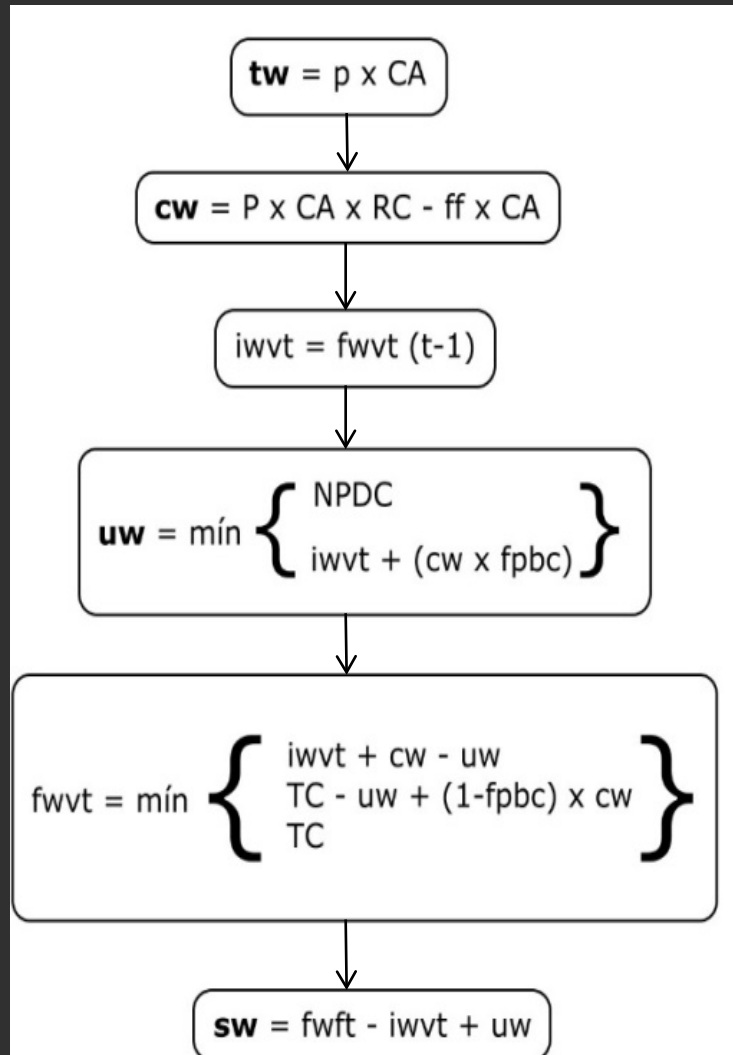 tw = p x CA
cw = P x CA x RC - ff x CA
iwvt = fwvt (t-1)
uw = mín { NPDC
iwvt + (cw x fpbc) }
fwvt = mín { iwvt + cw - uw
TC - uw + (1-fpbc) x cw
TC }
sw = fwft - iwvt + uw